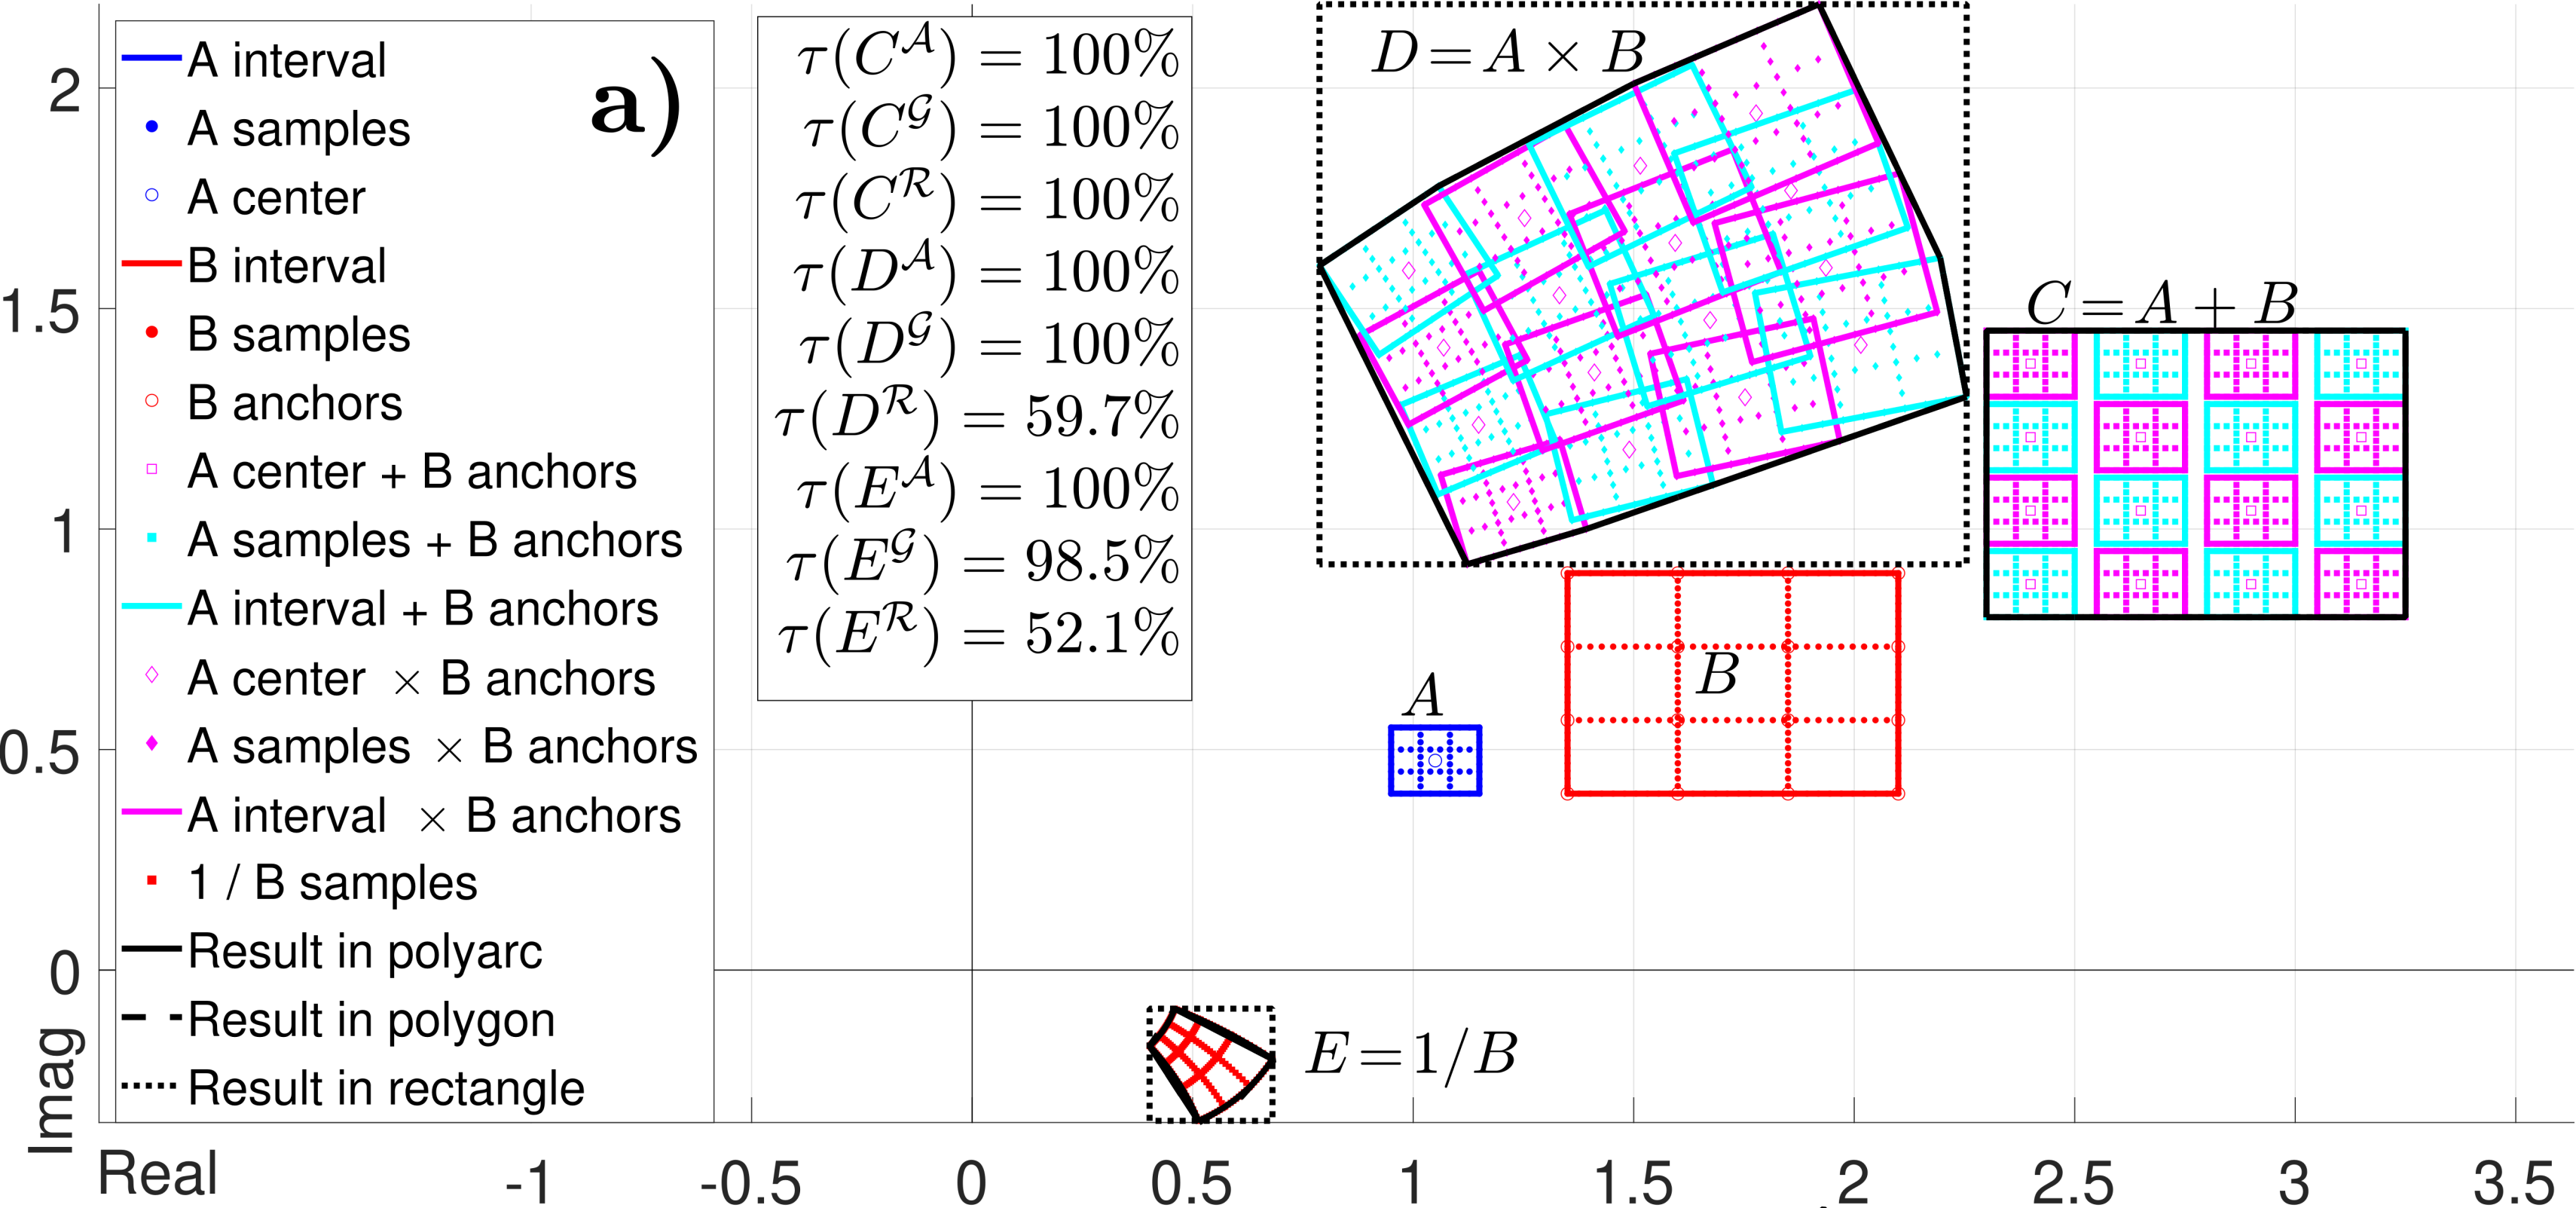 a)
A interval
A samples
A center
B interval
B samples
B anchors
A center + B anchors
A samples + B anchors
A interval + B anchors
A center × B anchors
A samples × B anchors
A interval × B anchors
1 / B samples
Result in polyarc
Result in polygon
Result in rectangle
τ(C^𝒜) = 100%
τ(C^𝒢) = 100%
τ(C^ℛ) = 100%
τ(D^𝒜) = 100%
τ(D^𝒢) = 100%
τ(D^ℛ) = 59.7%
τ(E^𝒜) = 100%
τ(E^𝒢) = 98.5%
τ(E^ℛ) = 52.1%
D = A × B
C = A + B
A
B
E = 1/B
2
1.5
1
0.5
0
Imag
Real
-1
-0.5
0
0.5
1
1.5
2
2.5
3
3.5